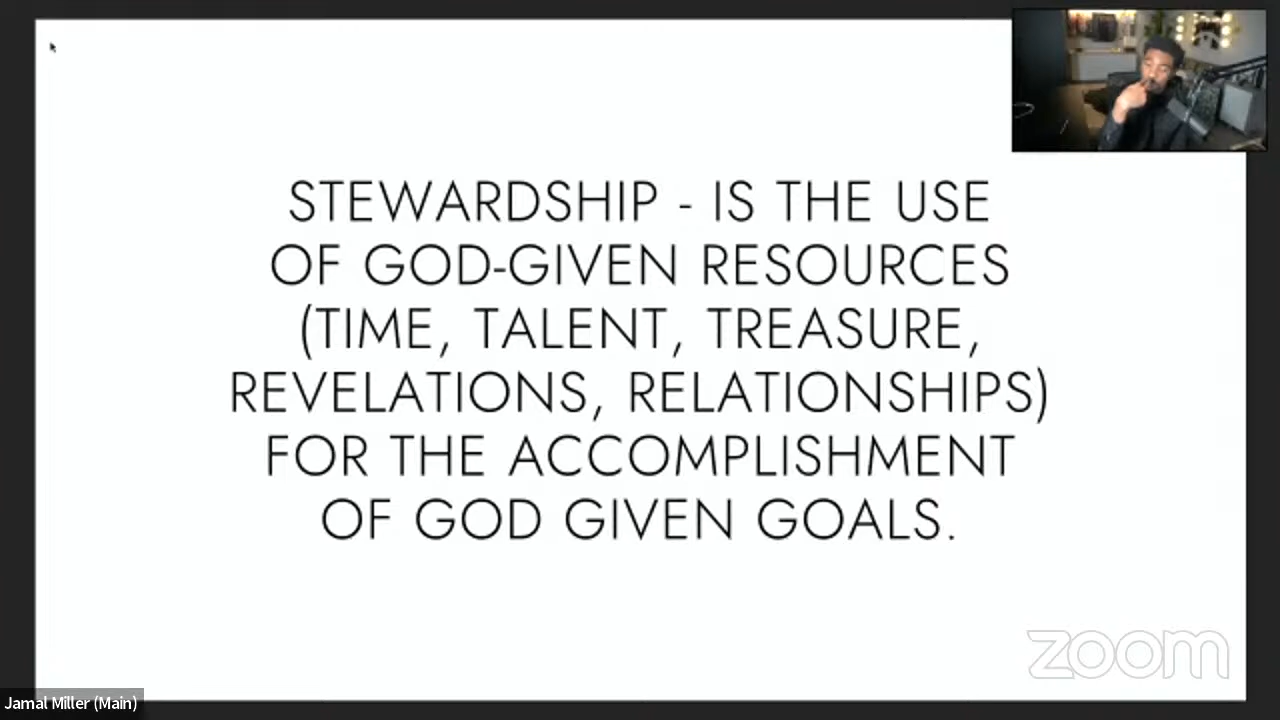 STEWARDSHIP - IS THE USE
OF GOD-GIVEN RESOURCES
(TIME, TALENT, TREASURE,
REVELATIONS, RELATIONSHIPS)
FOR THE ACCOMPLISHMENT
OF GOD GIVEN GOALS.
zoom
Jamal Miller (Main)